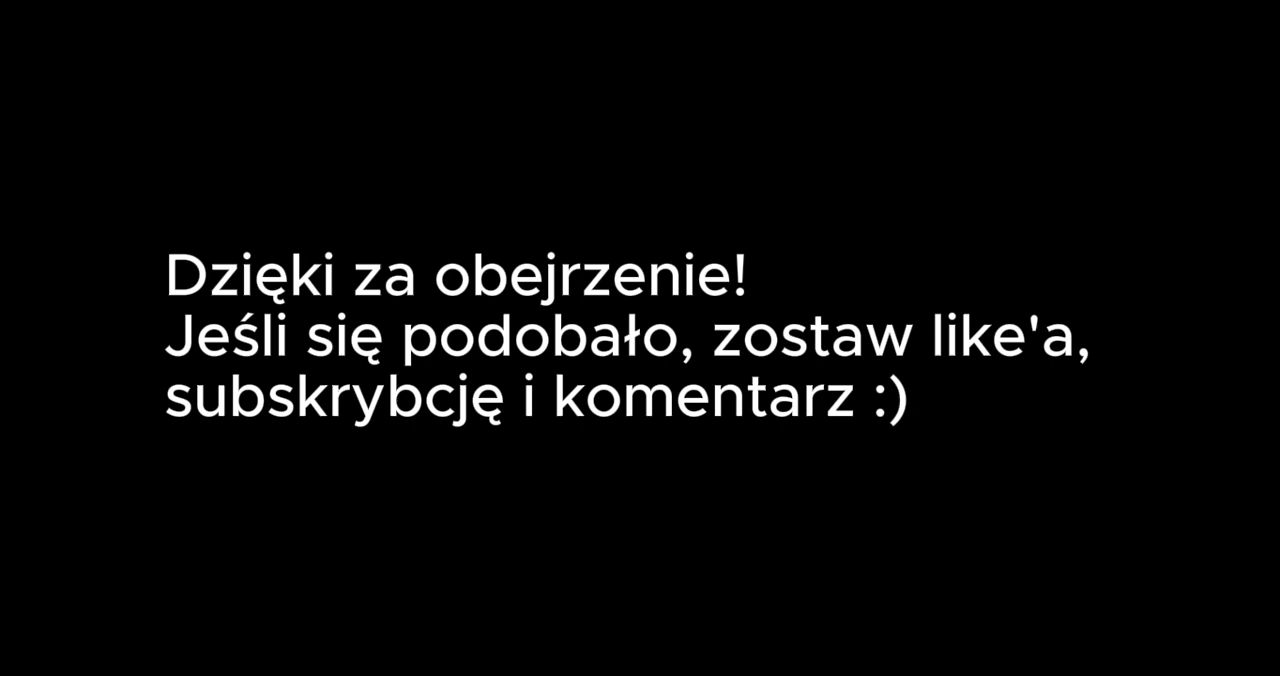 Dzięki za obejrzenie!
Jeśli się podobało, zostaw like'a,
subskrybcję i komentarz :)